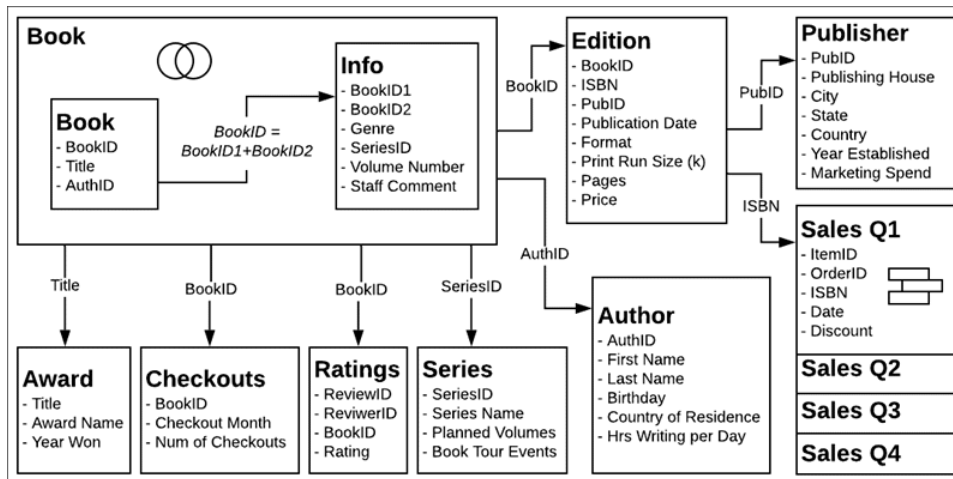 Book
Book
- BookID
- Title
- AuthID
BookID =
BookID1+BookID2
Info
- BookID1
- BookID2
- Genre
- SeriesID
- Volume Number
- Staff Comment
BookID
Edition
- BookID
- ISBN
- PubID
- Publication Date
- Format
- Print Run Size (k)
- Pages
- Price
PubID
Publisher
- PubID
- Publishing House
- City
- State
- Country
- Year Established
- Marketing Spend
ISBN
Sales Q1
- ItemID
- OrderID
- ISBN
- Date
- Discount
Sales Q2
Sales Q3
Sales Q4
Title
BookID
BookID
SeriesID
AuthID
Award
- Title
- Award Name
- Year Won
Checkouts
- BookID
- Checkout Month
- Num of Checkouts
Ratings
- ReviewID
- ReviwerID
- BookID
- Rating
Series
- SeriesID
- Series Name
- Planned Volumes
- Book Tour Events
Author
- AuthID
- First Name
- Last Name
- Birthday
- Country of Residence
- Hrs Writing per Day